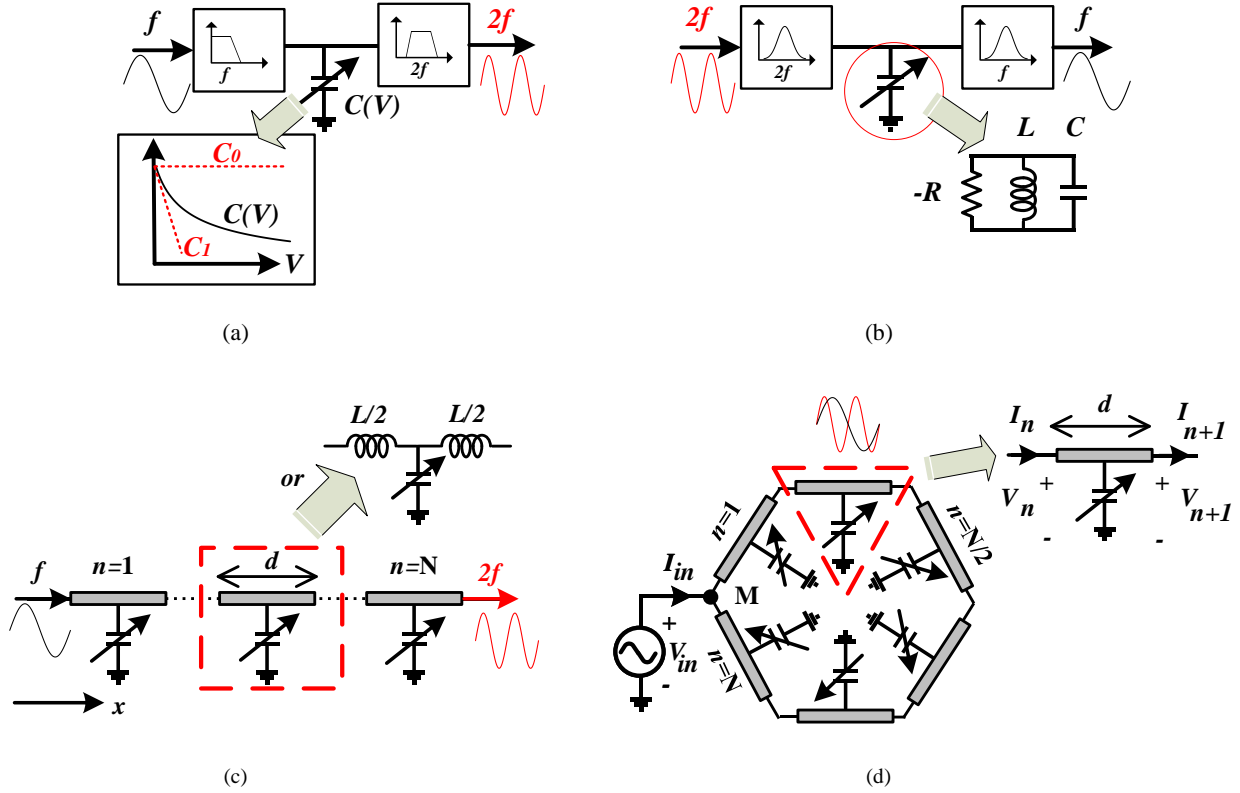 f
2f
f
2f
C(V)
C0
C(V)
C1
V
(a)
2f
f
2f
f
L
C
-R
(b)
L/2
L/2
or
f
n=1
d
n=N
2f
x
(c)
In
d
In+1
Vn
+
-
+
-
Vn+1
n=1
n=N/2
Iin
M
+
Vin
-
n=N
(d)